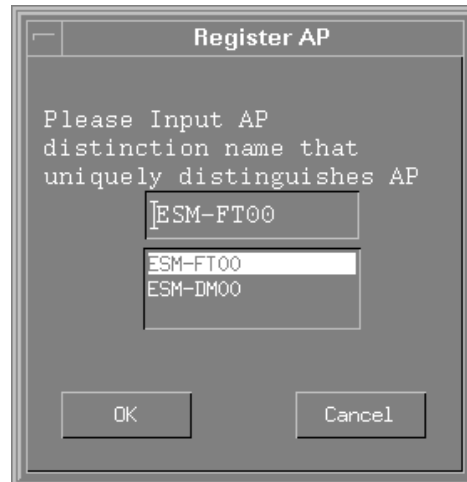 Register AP
Please Input AP
distinction name that
uniquely distinguishes AP
ESM-FT00
ESM-FT00
ESM-DM00
OK
Cancel